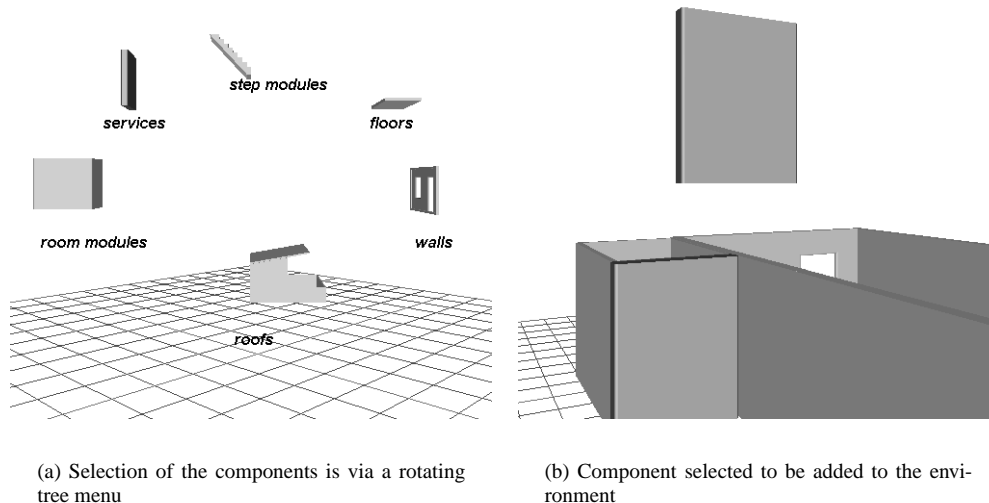 step modules
services
floors
room modules
walls
roofs
(a) Selection of the components is via a rotating
tree menu
(b) Component selected to be added to the envi-
ronment